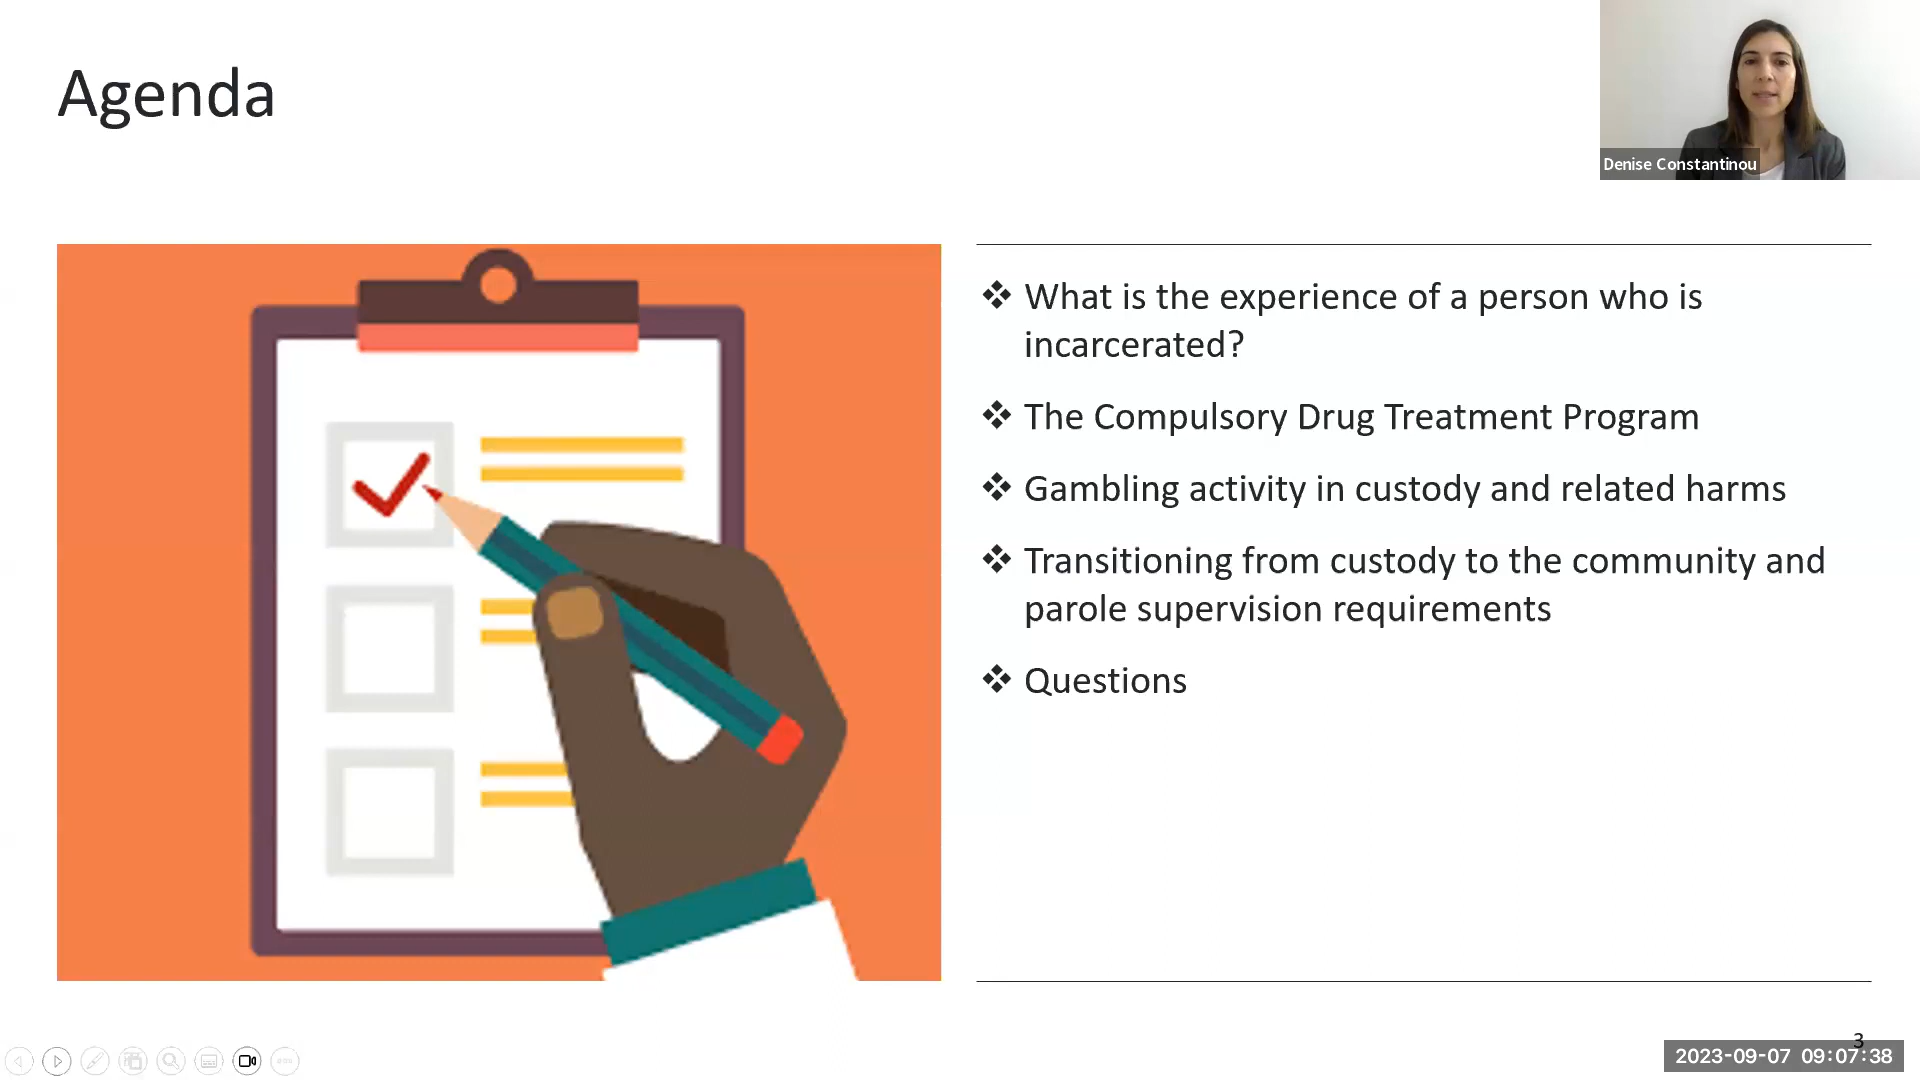 Agenda
Denise Constantinou
❖ What is the experience of a person who is
incarcerated?
❖ The Compulsory Drug Treatment Program
❖ Gambling activity in custody and related harms
❖ Transitioning from custody to the community and
parole supervision requirements
❖ Questions
3
2023-09-07 09:07:38